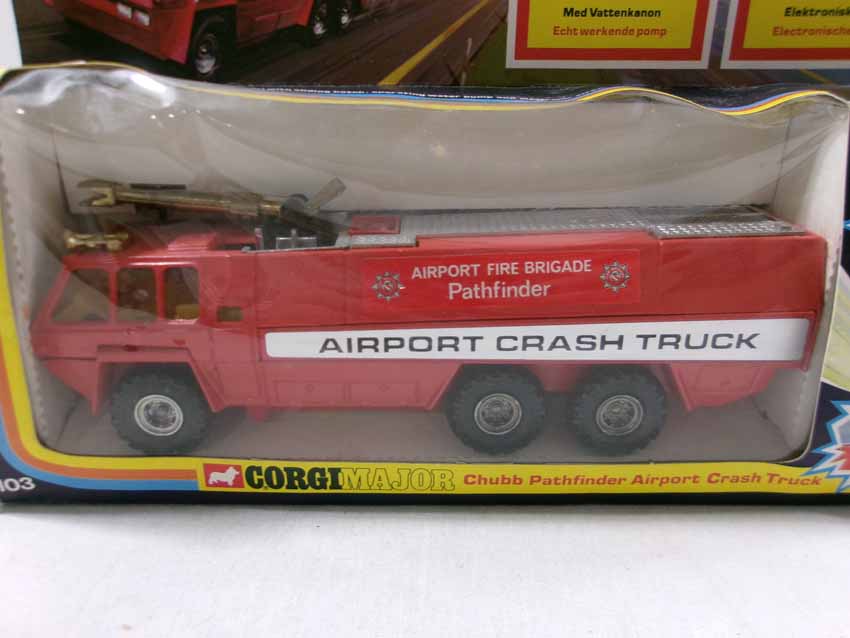 Med Vattenkanon
Echt werkende pomp
Elektronisk
Electronische
AIRPORT FIRE BRIGADE
Pathfinder
AIRPORT CRASH TRUCK
103
CORGI MAJOR Chubb Pathfinder Airport Crash Truck